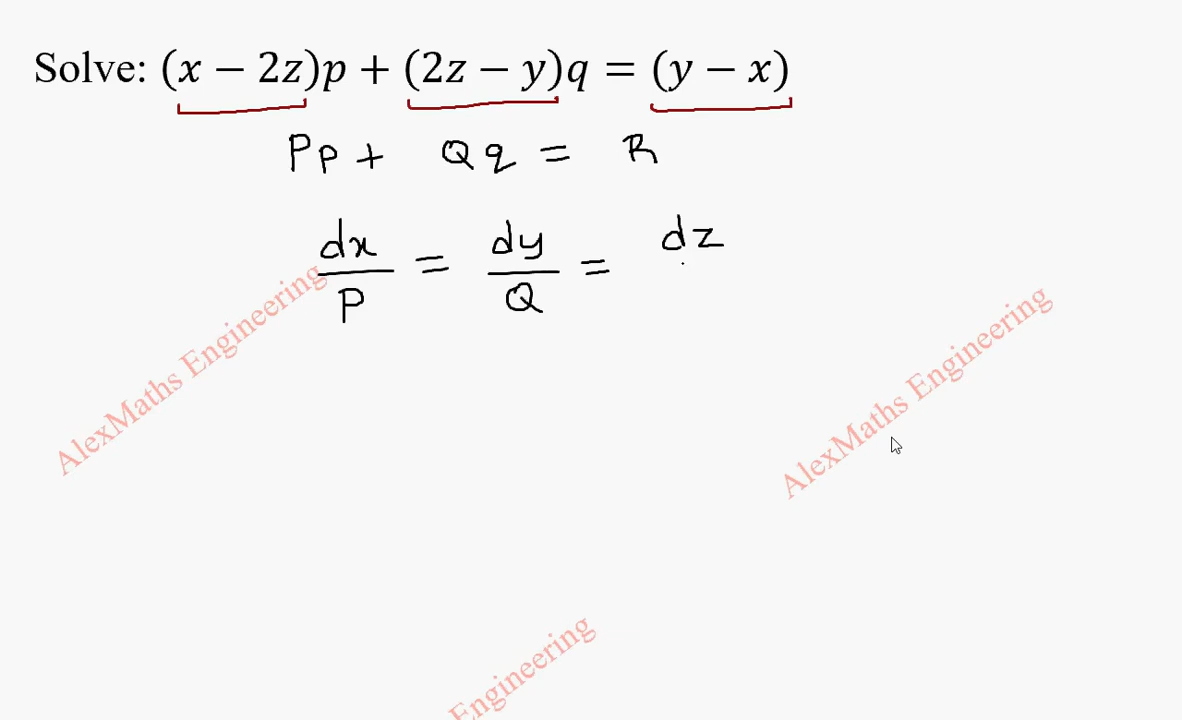 Solve: (x − 2z)p + (2z − y)q = (y − x)
Pp + Qq = R
dx/P = dy/Q = dz
AlexMaths Engineering
AlexMaths Engineering
Engineering